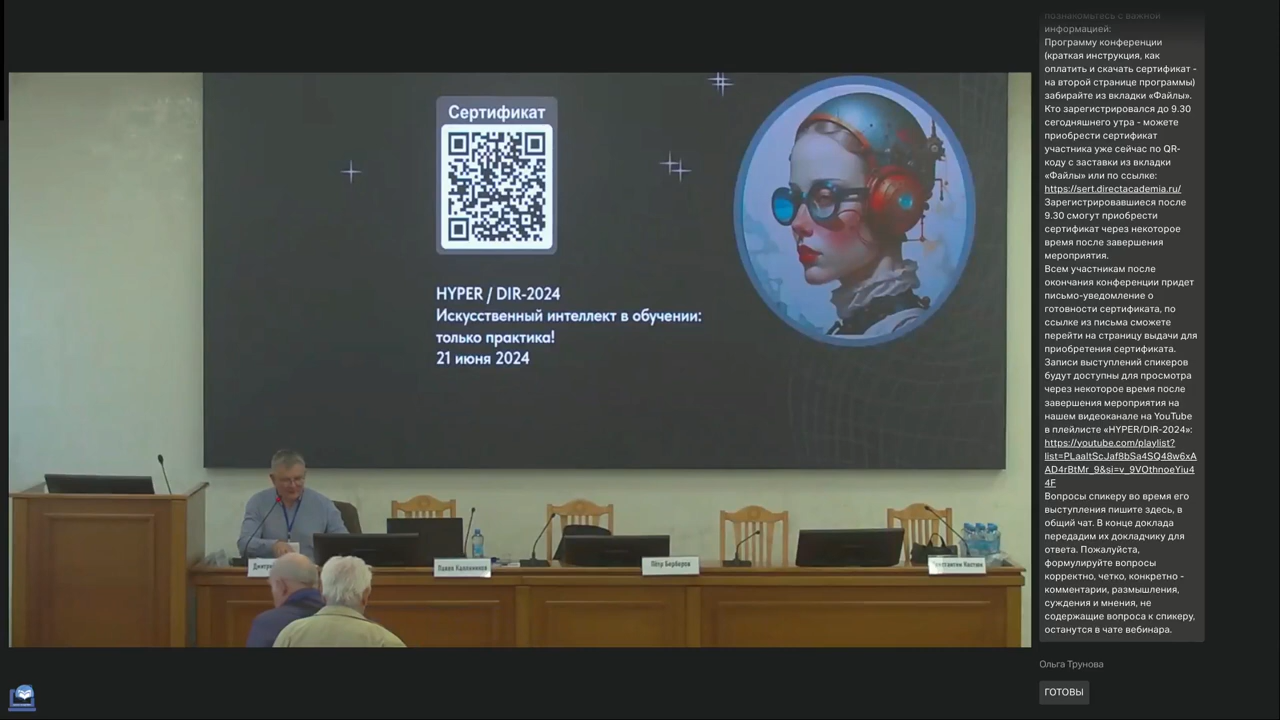 Сертификат
HYPER / DIR-2024
Искусственный интеллект в обучении:
только практика!
21 июня 2024
Павел Калленников
Пётр Берберов
познакомьтесь с важной
информацией:
Программу конференции
(краткая инструкция, как
оплатить и скачать сертификат -
на второй странице программы)
забирайте из вкладки «Файлы».
Кто зарегистрировался до 9.30
сегодняшнего утра - можете
приобрести сертификат
участника уже сейчас по QR-
коду с заставки из вкладки
«Файлы» или по ссылке:
https://sert.directacademia.ru/
Зарегистрировавшиеся после
9.30 смогут приобрести
сертификат через некоторое
время после завершения
мероприятия.
Всем участникам после
окончания конференции придет
письмо-уведомление о
готовности сертификата, по
ссылке из письма сможете
перейти на страницу выдачи для
приобретения сертификата.
Записи выступлений спикеров
будут доступны для просмотра
через некоторое время после
завершения мероприятия на
нашем видеоканале на YouTube
в плейлисте «HYPER/DIR-2024»:
https://youtube.com/playlist?
list=PLaaltScJaf8bSa4SQ48w6xA
AD4rBtMr_9&si=v_9VOthnoeYiu4
4F
Вопросы спикеру во время его
выступления пишите здесь, в
общий чат. В конце доклада
передадим их докладчику для
ответа. Пожалуйста,
формулируйте вопросы
корректно, четко, конкретно -
комментарии, размышления,
суждения и мнения, не
содержащие вопроса к спикеру,
останутся в чате вебинара.
Ольга Трунова
ГОТОВЫ